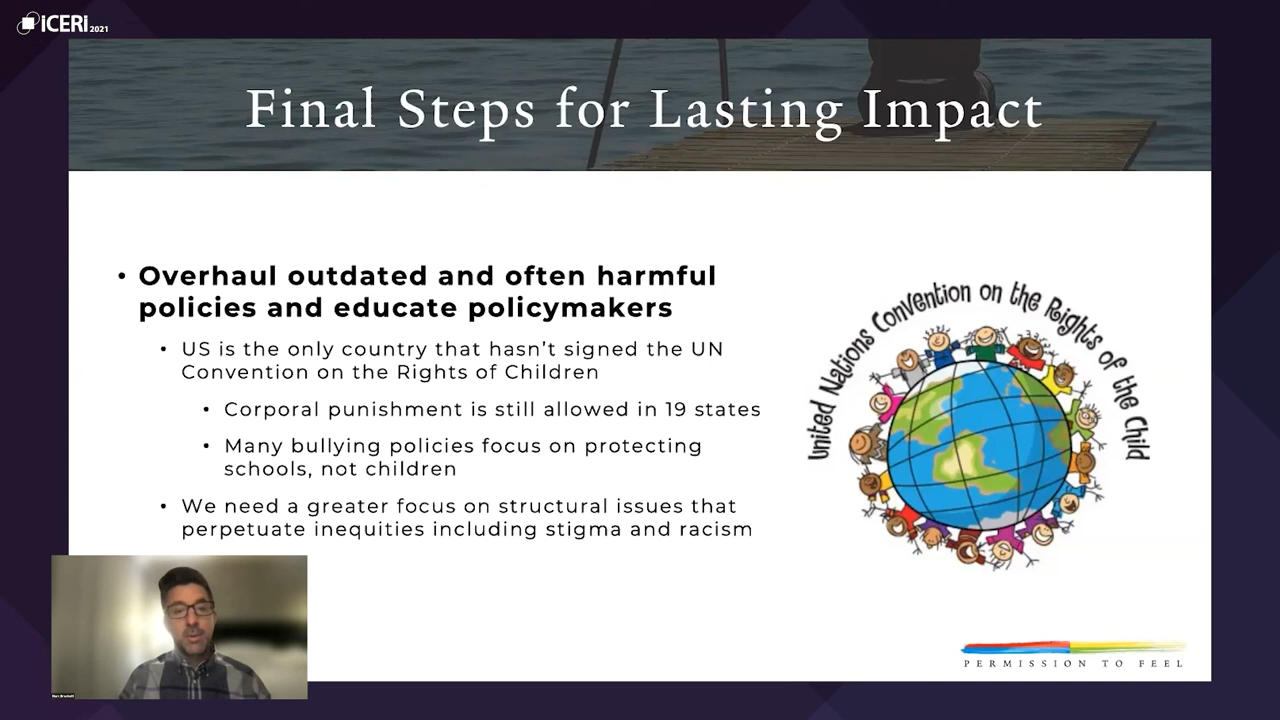 iCERi 2021
Final Steps for Lasting Impact
• Overhaul outdated and often harmful
policies and educate policymakers
• US is the only country that hasn't signed the UN
Convention on the Rights of Children
• Corporal punishment is still allowed in 19 states
• Many bullying policies focus on protecting
schools, not children
• We need a greater focus on structural issues that
perpetuate inequities including stigma and racism
United Nations Convention on the Rights of the Child
PERMISSION TO FEEL
Marc Brackett